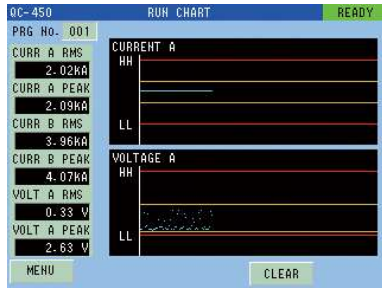 QC-450 RUN CHART READY
PRG No. 001
CURR A RMS
2.02kA
CURR A PEAK
2.09kA
CURR B RMS
3.96kA
CURR B PEAK
4.07kA
VOLT A RMS
0.33 V
VOLT A PEAK
2.63 V
MENU
CURRENT A
HH
LL
VOLTAGE A
HH
LL
CLEAR